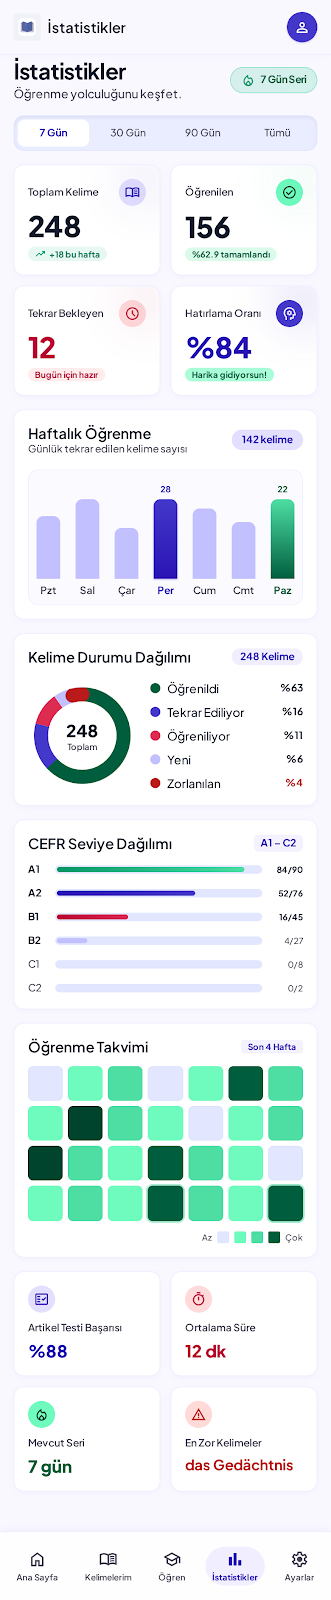 İstatistikler
İstatistikler
Öğrenme yolculuğunu keşfet.
7 Gün Seri
7 Gün
30 Gün
90 Gün
Tümü
Toplam Kelime
248
+18 bu hafta
Öğrenilen
156
%62.9 tamamlandı
Tekrar Bekleyen
12
Bugün için hazır
Hatırlama Oranı
%84
Harika gidiyorsun!
Haftalık Öğrenme
Günlük tekrar edilen kelime sayısı
142 kelime
28
22
Pzt
Sal
Çar
Per
Cum
Cmt
Paz
Kelime Durumu Dağılımı
248 Kelime
248
Toplam
Öğrenildi
%63
Tekrar Ediliyor
%16
Öğreniliyor
%11
Yeni
%6
Zorlanılan
%4
CEFR Seviye Dağılımı
A1 – C2
A1
84/90
A2
52/76
B1
16/45
B2
4/27
C1
0/8
C2
0/2
Öğrenme Takvimi
Son 4 Hafta
Az
Çok
Artikel Testi Başarısı
%88
Ortalama Süre
12 dk
Mevcut Seri
7 gün
En Zor Kelimeler
das Gedächtnis
Ana Sayfa
Kelimelerim
Öğren
İstatistikler
Ayarlar